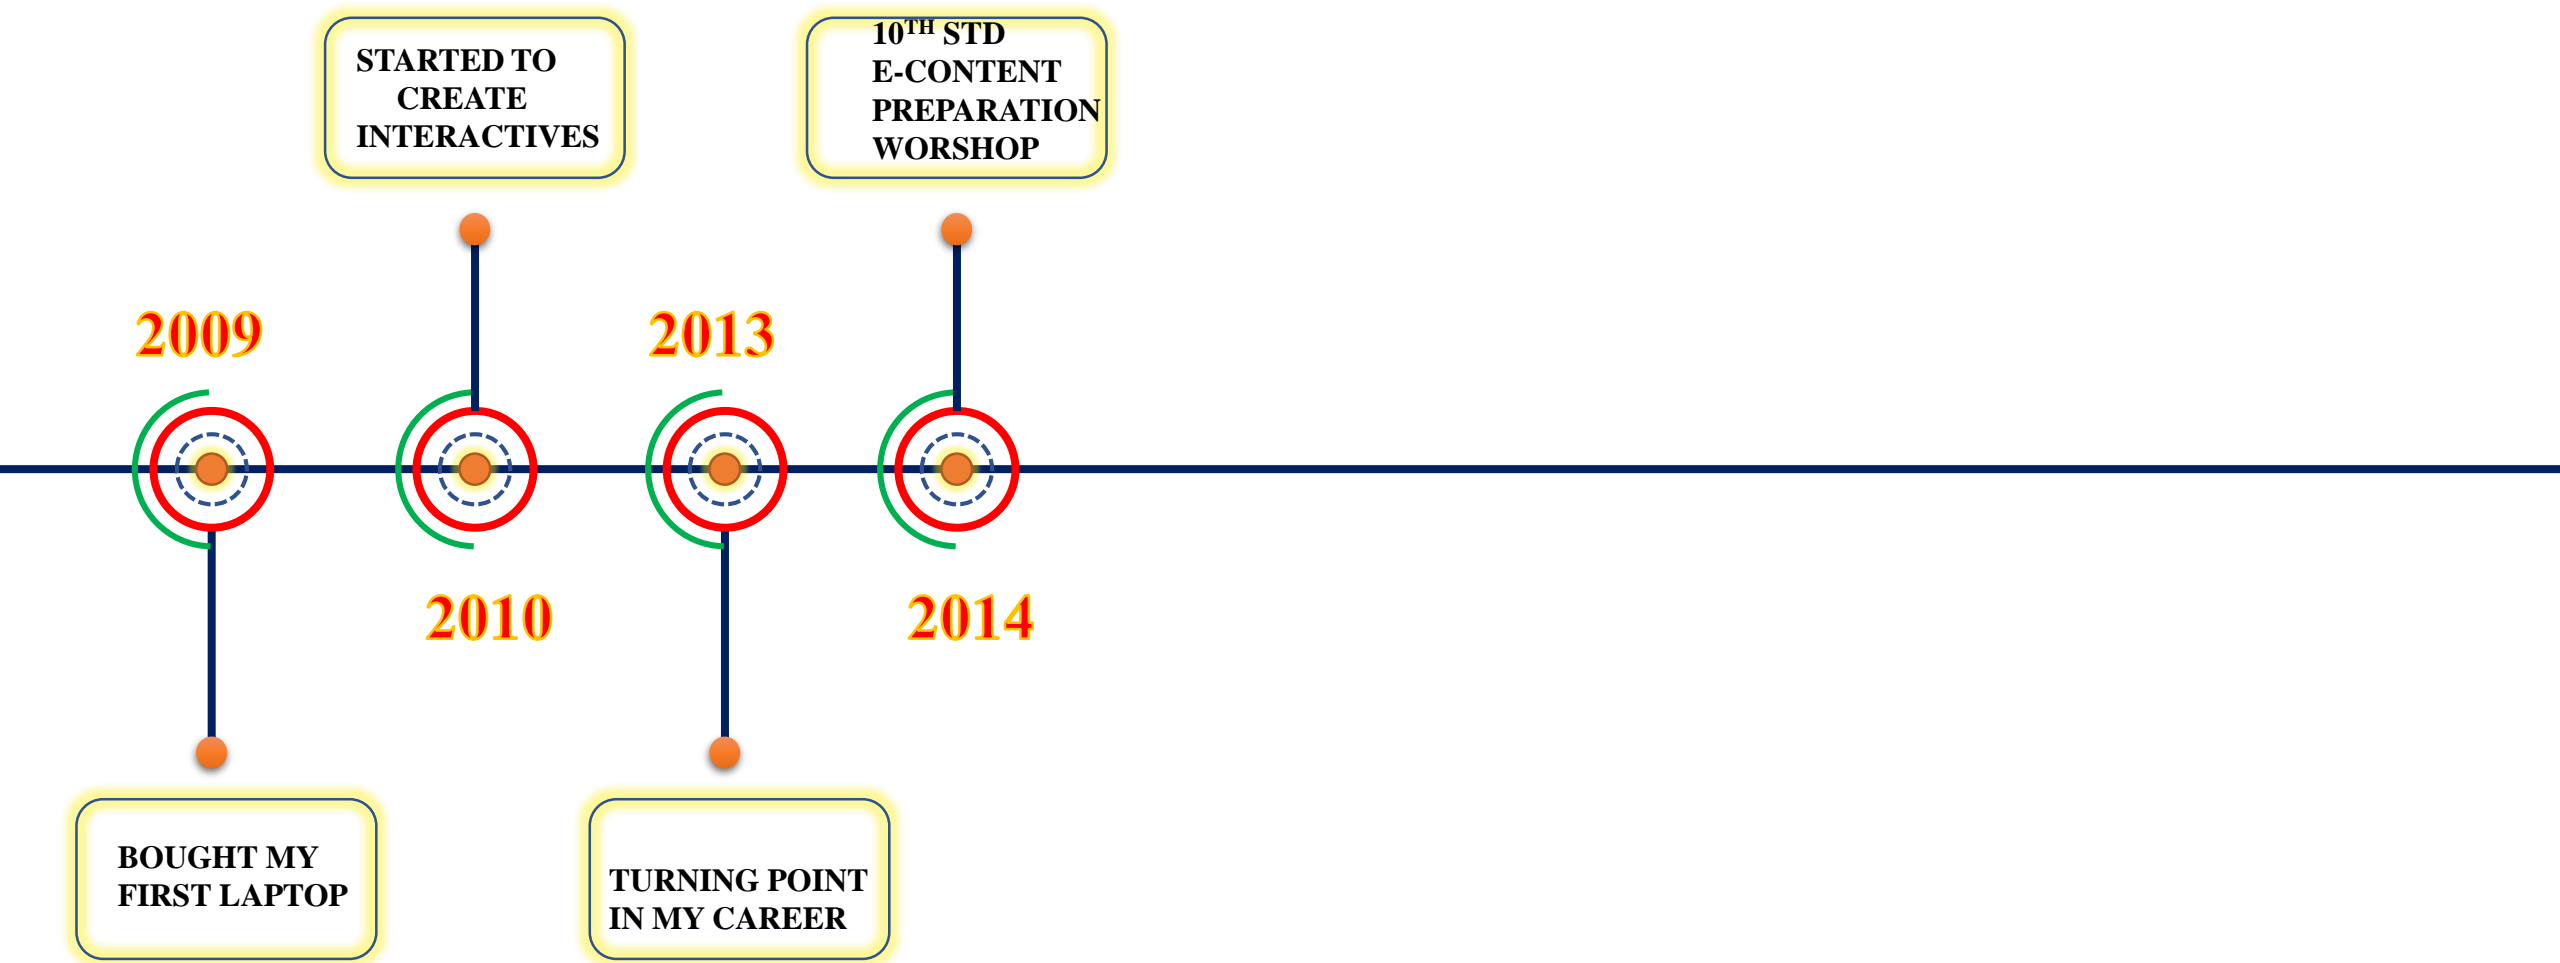 STARTED TO
CREATE
INTERACTIVES
10TH STD
E-CONTENT
PREPARATION
WORSHOP
2009
2013
2010
2014
BOUGHT MY
FIRST LAPTOP
TURNING POINT
IN MY CAREER